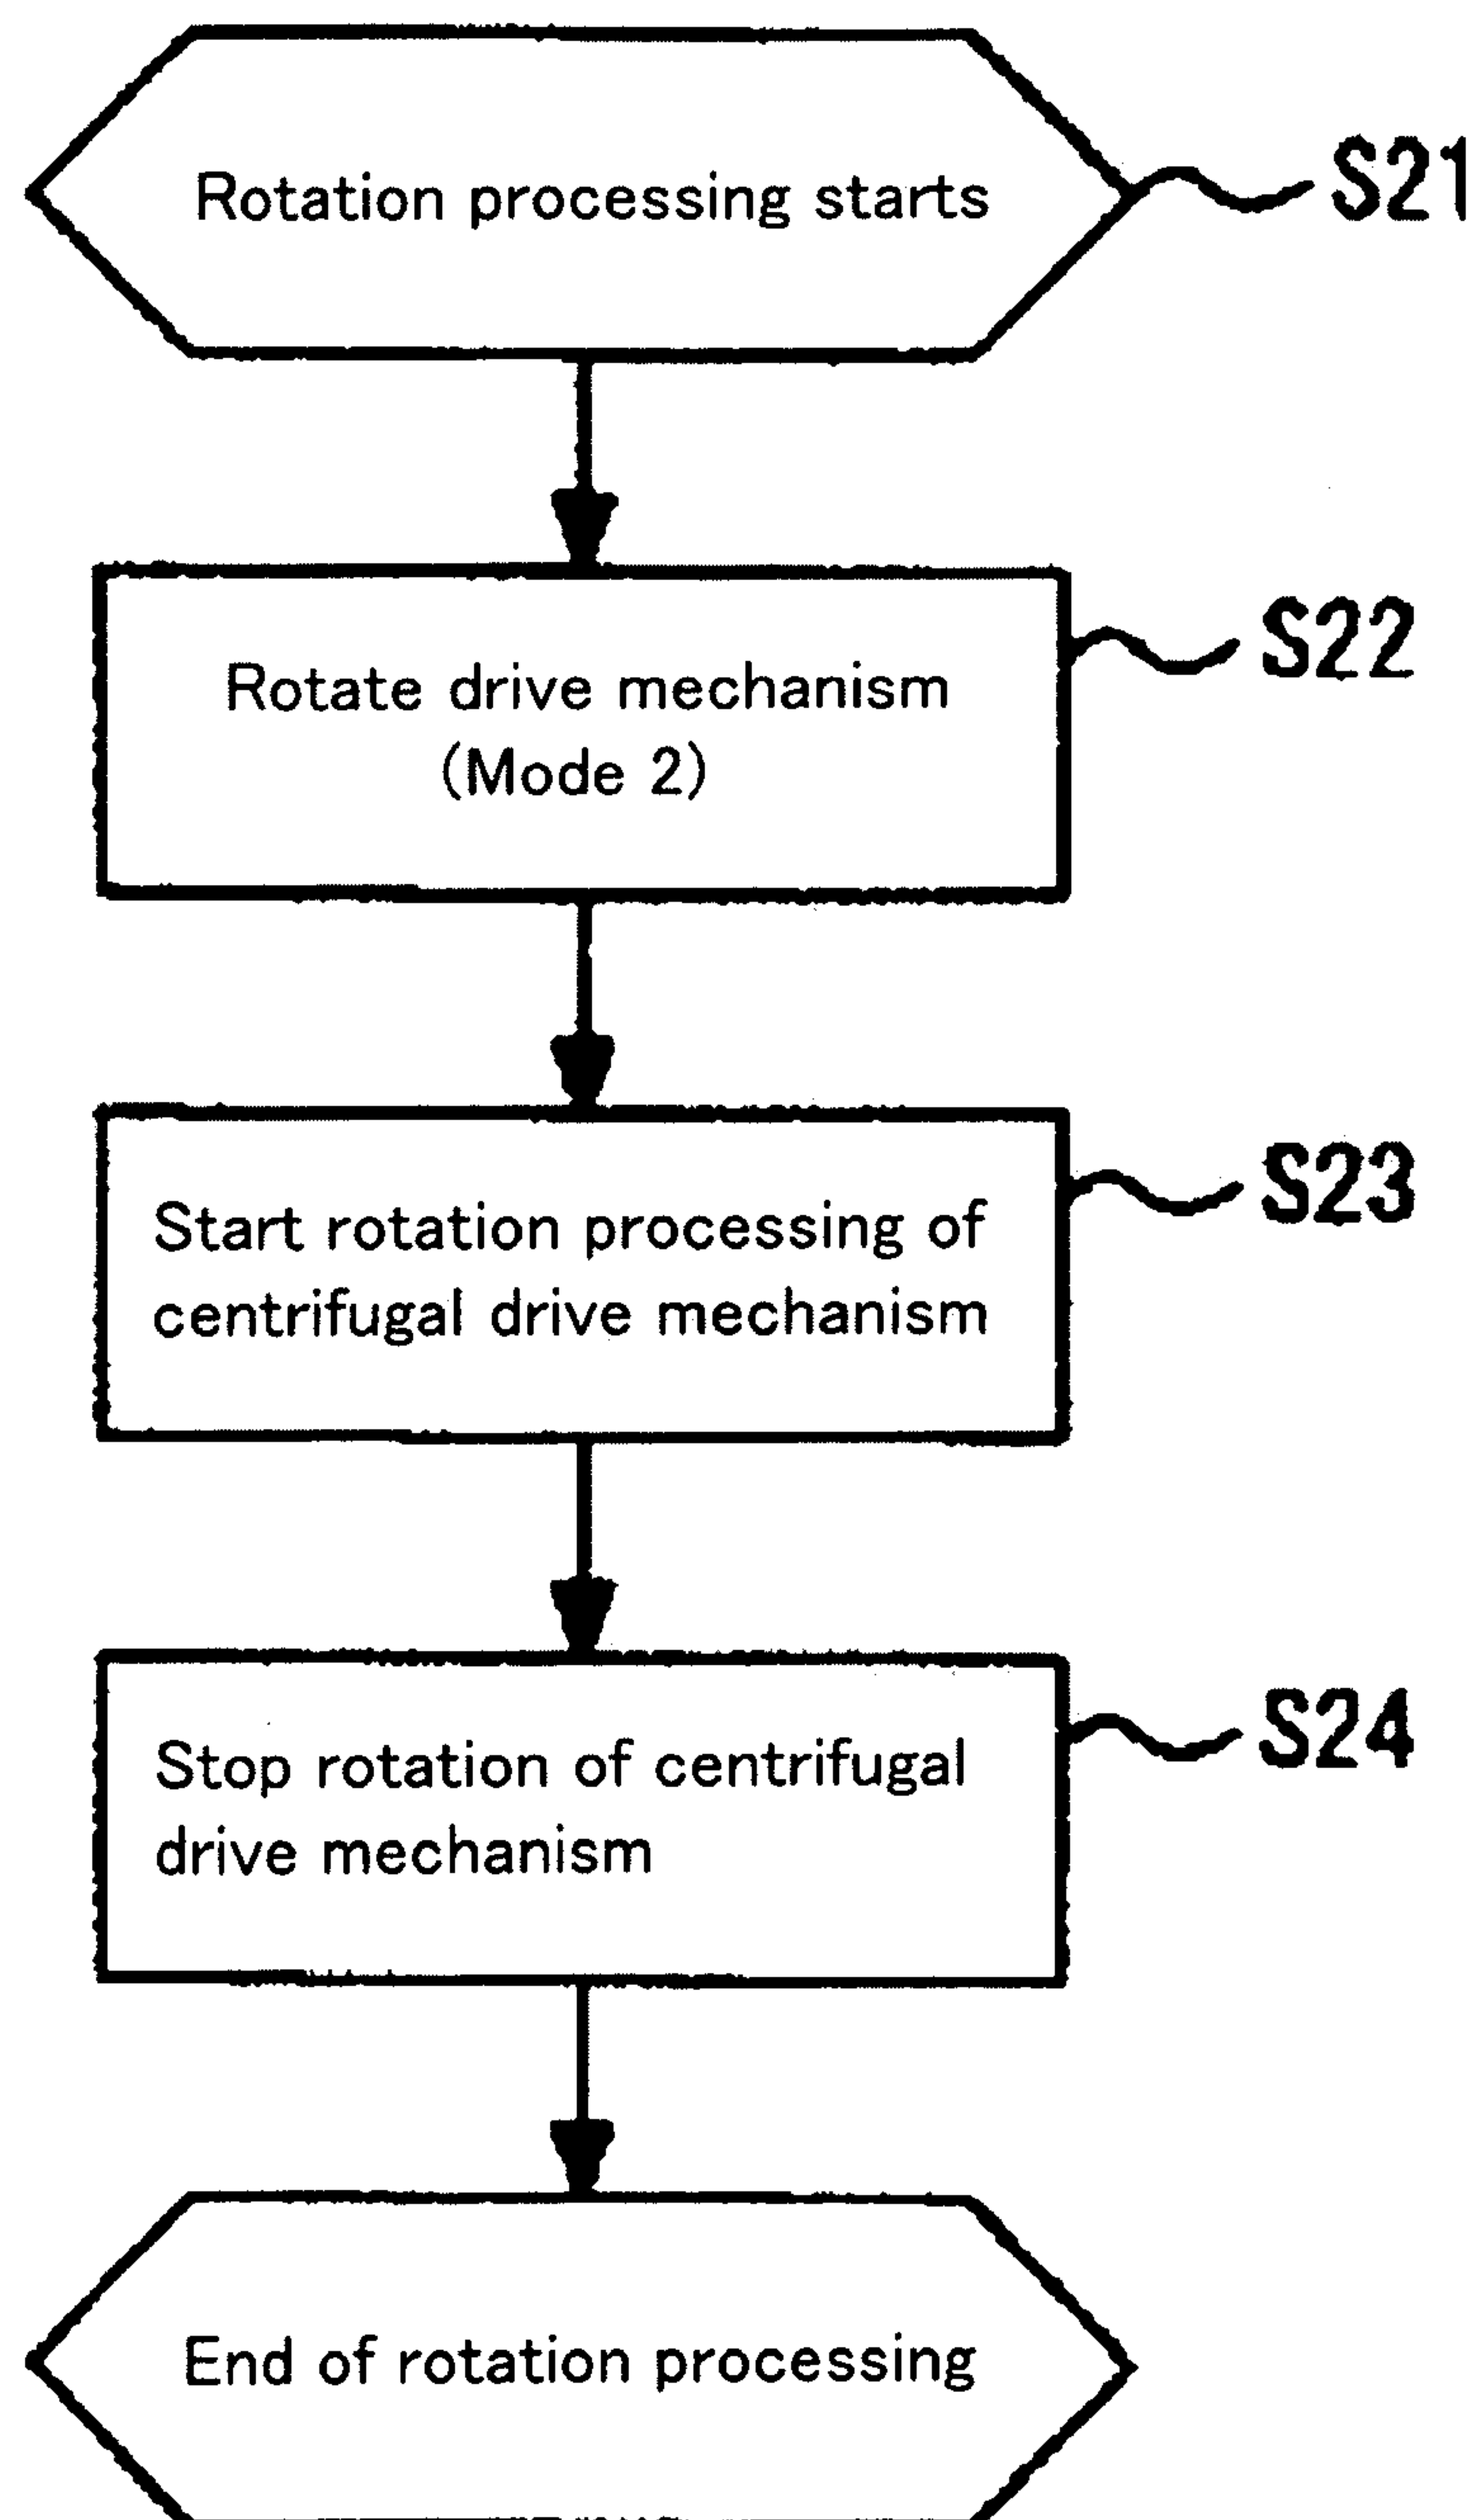 Rotation processing starts
S21
Rotate drive mechanism
(Mode 2)
S22
Start rotation processing of
centrifugal drive mechanism
S23
Stop rotation of centrifugal
drive mechanism
S24
End of rotation processing